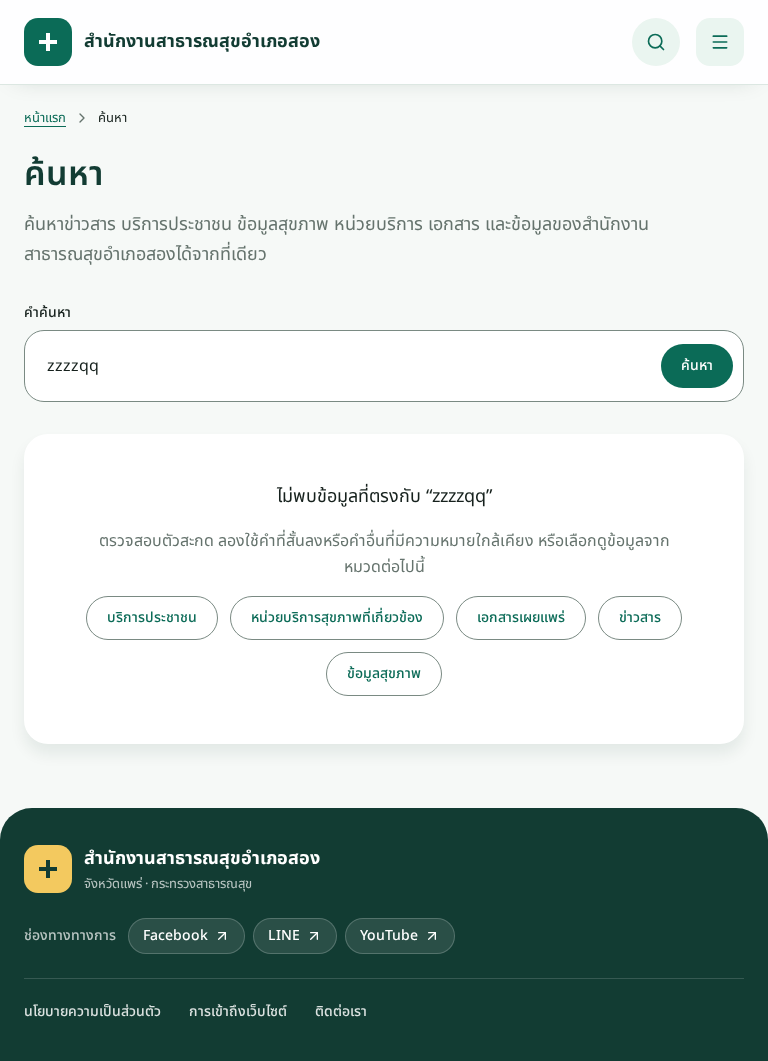 สำนักงานสาธารณสุขอำเภอสอง
หน้าแรก
ค้นหา
ค้นหา
ค้นหาข่าวสาร บริการประชาชน ข้อมูลสุขภาพ หน่วยบริการ เอกสาร และข้อมูลของสำนักงาน
สาธารณสุขอำเภอสองได้จากที่เดียว
คำค้นหา
zzzzqq
ค้นหา
ไม่พบข้อมูลที่ตรงกับ “zzzzqq”
ตรวจสอบตัวสะกด ลองใช้คำที่สั้นลงหรือคำอื่นที่มีความหมายใกล้เคียง หรือเลือกดูข้อมูลจาก
หมวดต่อไปนี้
บริการประชาชน
หน่วยบริการสุขภาพที่เกี่ยวข้อง
เอกสารเผยแพร่
ข่าวสาร
ข้อมูลสุขภาพ
สำนักงานสาธารณสุขอำเภอสอง
จังหวัดแพร่ · กระทรวงสาธารณสุข
ช่องทางทางการ
Facebook
LINE
YouTube
นโยบายความเป็นส่วนตัว
การเข้าถึงเว็บไซต์
ติดต่อเรา